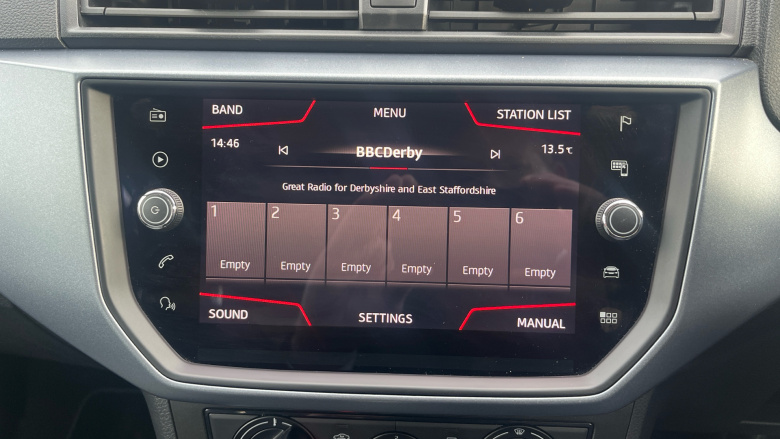 BAND MENU STATION LIST
14:46 BBCDerby 13.5℃
Great Radio for Derbyshire and East Staffordshire
1 2 3 4 5 6
Empty Empty Empty Empty Empty Empty
SOUND SETTINGS MANUAL